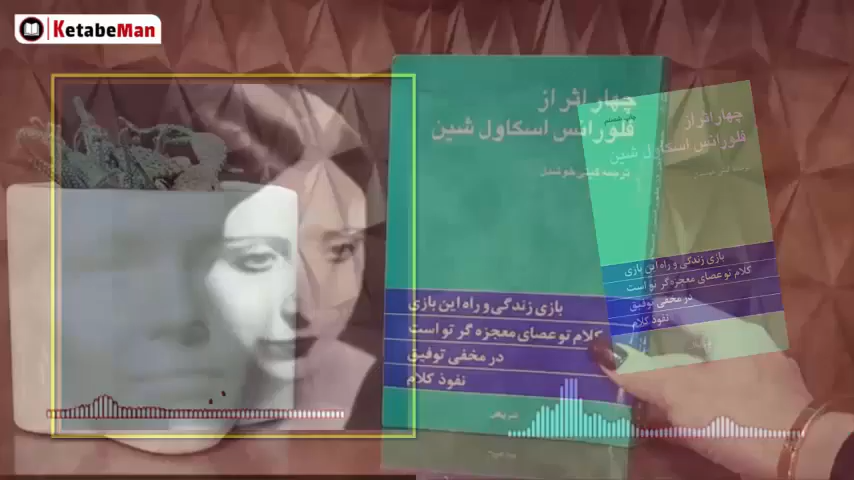 KetabeMan
چهار اثر از
فلورانس اسکاول شین
ترجمه گیتی خوشدل
بازی زندگی و راه این بازی
کلام تو عصای معجزه گر تو است
در مخفی توفیق
نفوذ کلام
چهار اثر از
فلورانس اسکاول شین
بازی زندگی و راه این بازی
کلام تو عصای معجزه گر تو است
در مخفی توفیق
نفوذ کلام